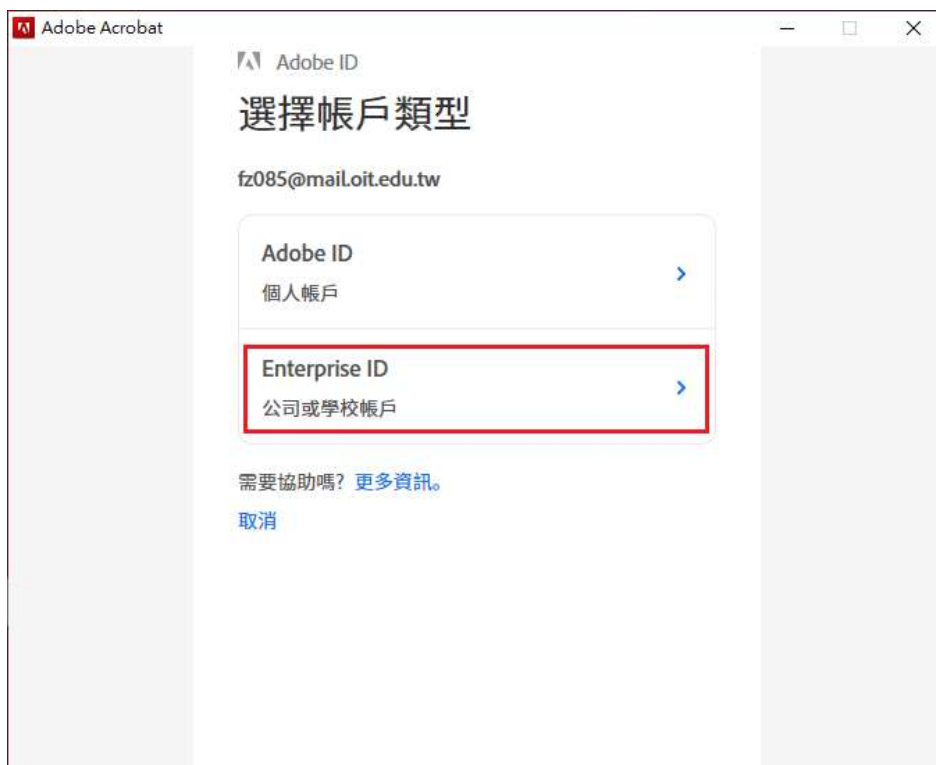 Adobe Acrobat
Adobe ID
選擇帳戶類型
fz085@mail.oit.edu.tw
Adobe ID
個人帳戶
Enterprise ID
公司或學校帳戶
需要協助嗎? 更多資訊。
取消